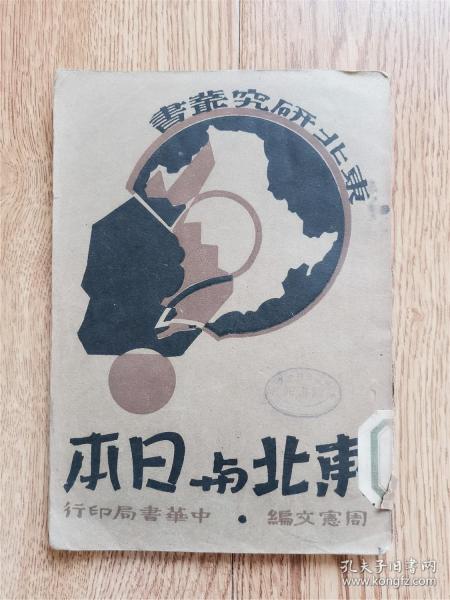 東北研究叢書
東北与日本
周憲文編 · 中華書局印行
孔夫子旧书网
www.kongfz.com